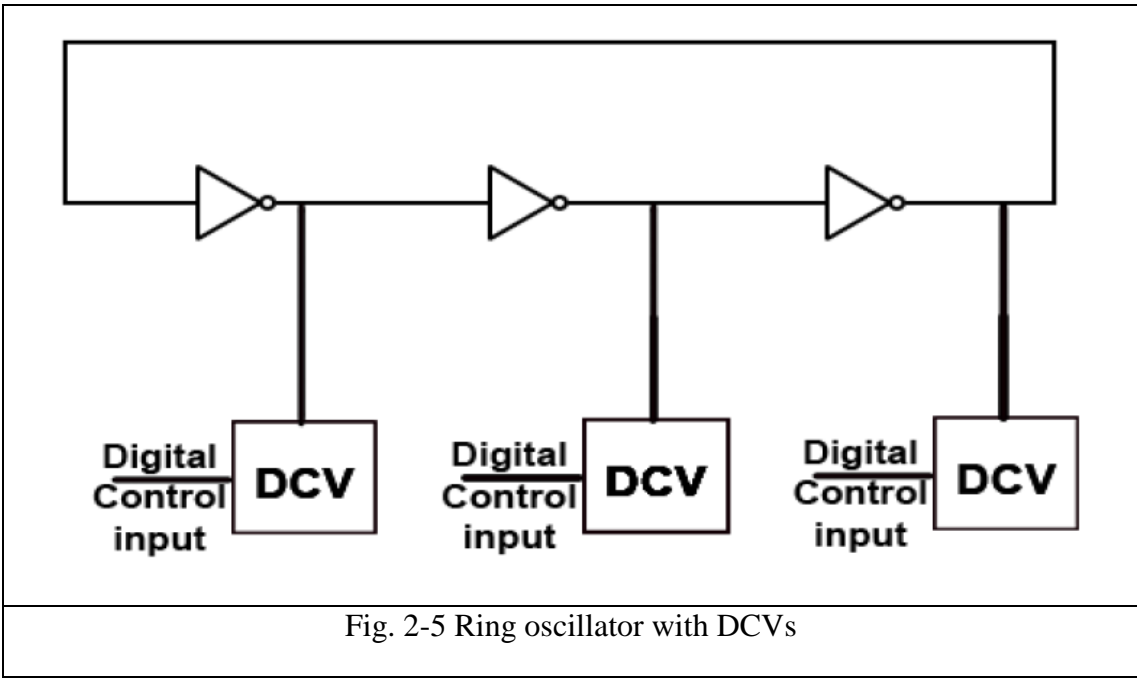 Digital
Control
input
DCV
Digital
Control
input
DCV
Digital
Control
input
DCV
Fig. 2-5 Ring oscillator with DCVs